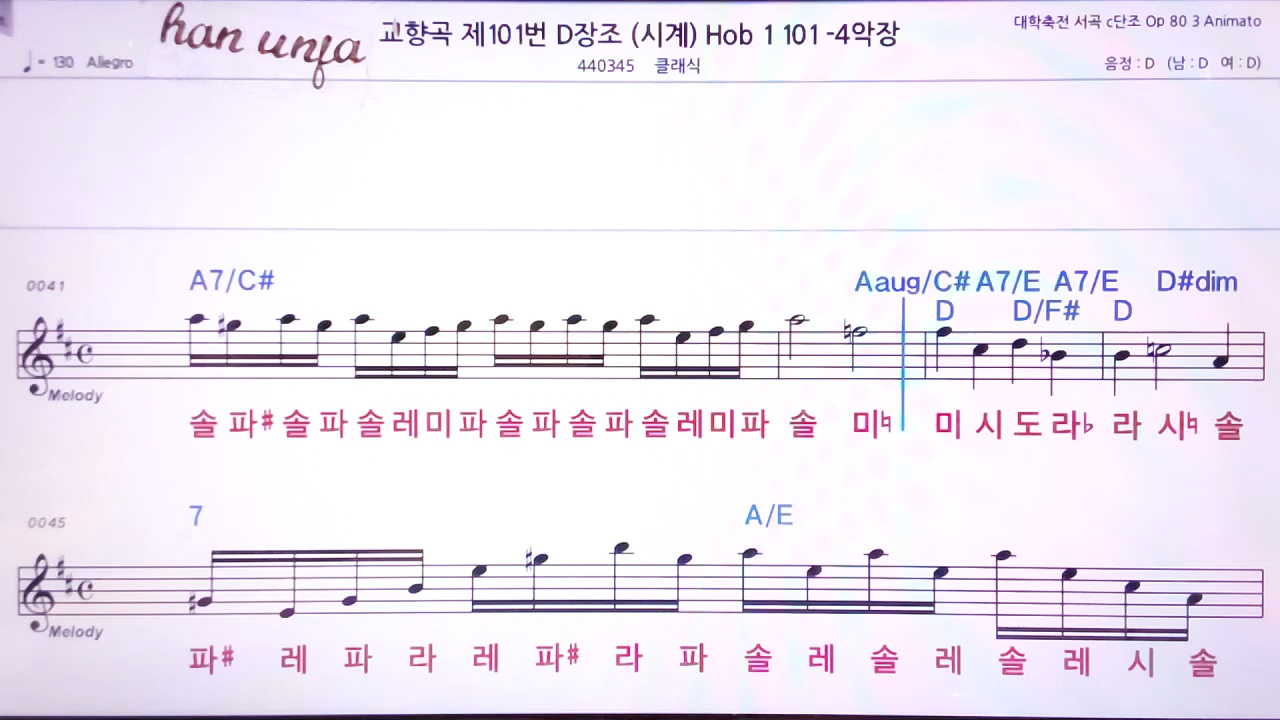 han unfa
교향곡 제101번 D장조 (시계) Hob 1 101 -4악장
대학축전 서곡 c단조 Op 80 3 Animato
♩= 130 Allegro
440345 클래식
음정 : D (남 : D 여 : D)
0041
A7/C# Aaug/C# A7/E A7/E D#dim
D D/F# D
Melody
솔 파# 솔 파 솔 레 미 파 솔 파 솔 파 솔 레 미 파 솔 미♮ 미 시 도 라♭ 라 시♮ 솔
0045
7 A/E
Melody
파# 레 파 라 레 파# 라 파 솔 레 솔 레 솔 레 시 솔